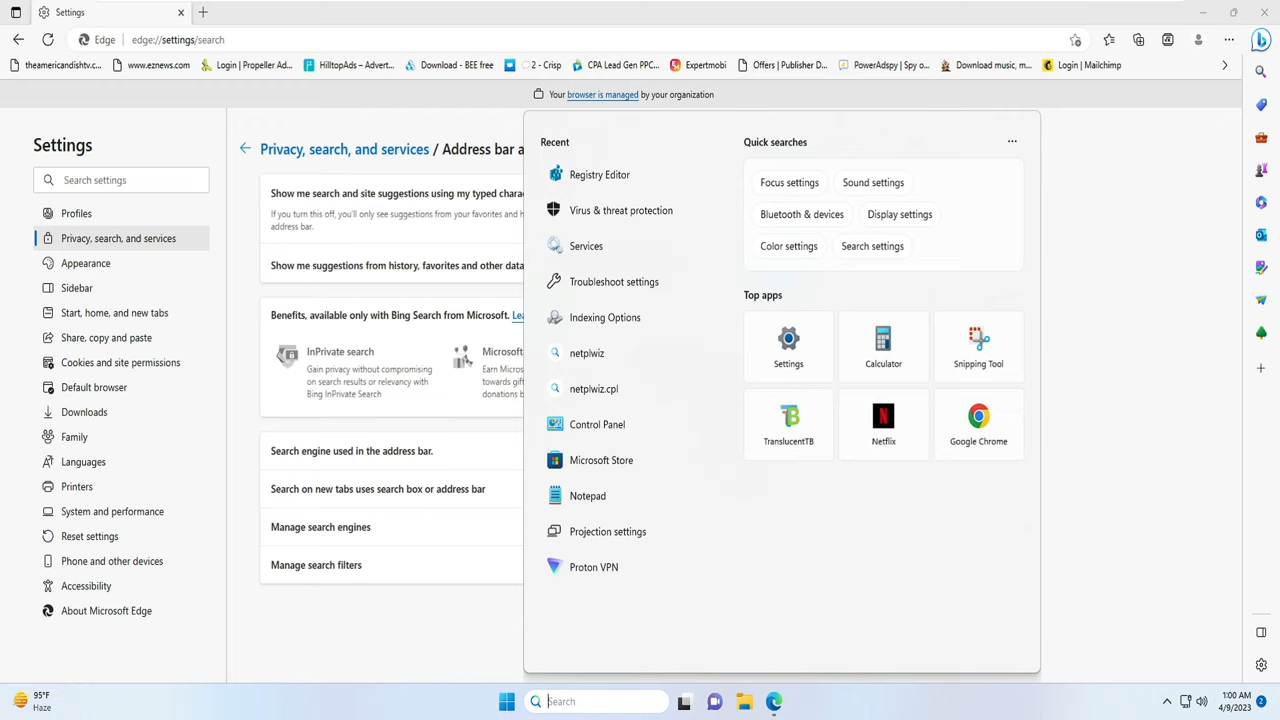 Settings
Edge
edge://settings/search
theamericandishtv.c...
www.eznews.com
Login | Propeller Ad...
HilltopAds – Advert...
Download - BEE free
2 - Crisp
CPA Lead Gen PPC...
Expertmobi
Offers | Publisher D...
PowerAdspy | Spy o...
Download music, m...
Login | Mailchimp
Your browser is managed by your organization
Settings
Search settings
Profiles
Privacy, search, and services
Appearance
Sidebar
Start, home, and new tabs
Share, copy and paste
Cookies and site permissions
Default browser
Downloads
Family
Languages
Printers
System and performance
Reset settings
Phone and other devices
Accessibility
About Microsoft Edge
Privacy, search, and services / Address bar a
Show me search and site suggestions using my typed charac
If you turn this off, you'll only see suggestions from your favorites and h
address bar.
Show me suggestions from history, favorites and other data
Benefits, available only with Bing Search from Microsoft. Lea
InPrivate search
Gain privacy without compromising
on search results or relevancy with
Bing InPrivate Search
Microsoft
Earn Micros
towards gif
donations b
Search engine used in the address bar.
Search on new tabs uses search box or address bar
Manage search engines
Manage search filters
Recent
Registry Editor
Virus & threat protection
Services
Troubleshoot settings
Indexing Options
netplwiz
netplwiz.cpl
Control Panel
Microsoft Store
Notepad
Projection settings
Proton VPN
Quick searches
Focus settings
Sound settings
Bluetooth & devices
Display settings
Color settings
Search settings
Top apps
Settings
Calculator
Snipping Tool
TranslucentTB
Netflix
Google Chrome
95°F
Haze
Search
1:00 AM
4/9/2023
2